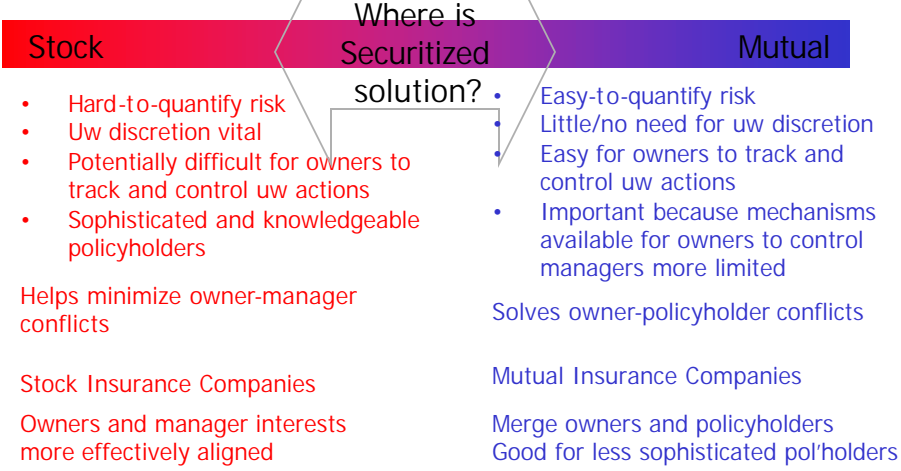 Where is
Securitized
solution?
Stock
Mutual
• Hard-to-quantify risk
• Uw discretion vital
• Potentially difficult for owners to
track and control uw actions
• Sophisticated and knowledgeable
policyholders
Helps minimize owner-manager
conflicts
Stock Insurance Companies
Owners and manager interests
more effectively aligned
• Easy-to-quantify risk
• Little/no need for uw discretion
• Easy for owners to track and
control uw actions
• Important because mechanisms
available for owners to control
managers more limited
Solves owner-policyholder conflicts
Mutual Insurance Companies
Merge owners and policyholders
Good for less sophisticated pol'holders